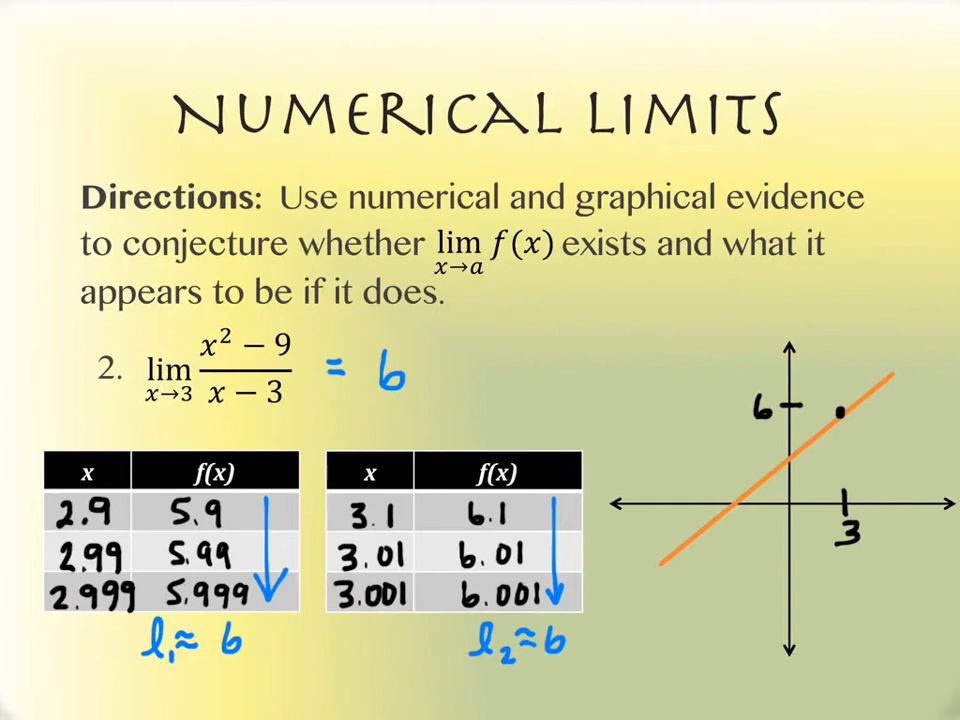 NUMERICAL LIMITS
Directions: Use numerical and graphical evidence
to conjecture whether lim x→a f(x) exists and what it
appears to be if it does.
2. lim x→3 (x² − 9)/(x − 3) = 6
x f(x)
2.9 5.9
2.99 5.99
2.999 5.999
l₁ ≈ 6
x f(x)
3.1 6.1
3.01 6.01
3.001 6.001
l₂ ≈ 6
6
3